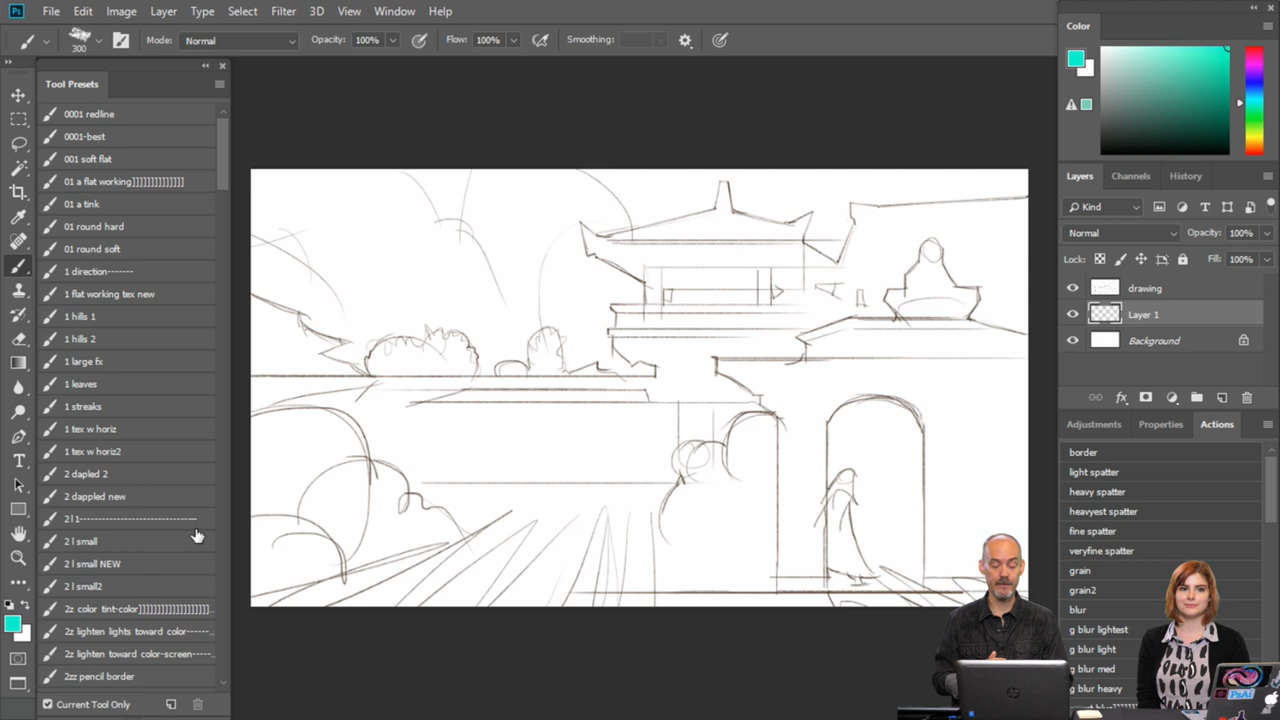 Ps File Edit Image Layer Type Select Filter 3D View Window Help
300 Mode: Normal Opacity: 100% Flow: 100% Smoothing:
Tool Presets
0001 redline
0001-best
001 soft flat
01 a flat working]]]]]]]]]]]]]]]
01 a tink
01 round hard
01 round soft
1 direction-------
1 flat working tex new
1 hills 1
1 hills 2
1 large fx
1 leaves
1 streaks
1 tex w horiz
1 tex w horiz2
2 dapled 2
2 dappled new
2 l 1-------------------------------
2 l small
2 l small NEW
2 l small2
2z color tint-color]]]]]]]]]]]]]]]]]]]...
2z lighten lights toward color------...
2z lighten toward color-screen-----...
2zz pencil border
Current Tool Only
Color
Layers Channels History
Kind
Normal Opacity: 100%
Lock: Fill: 100%
drawing
Layer 1
Background
fx
Adjustments Properties Actions
border
light spatter
heavy spatter
heavyest spatter
fine spatter
veryfine spatter
grain
grain2
blur
g blur lightest
g blur light
g blur med
g blur heavy
PsAi